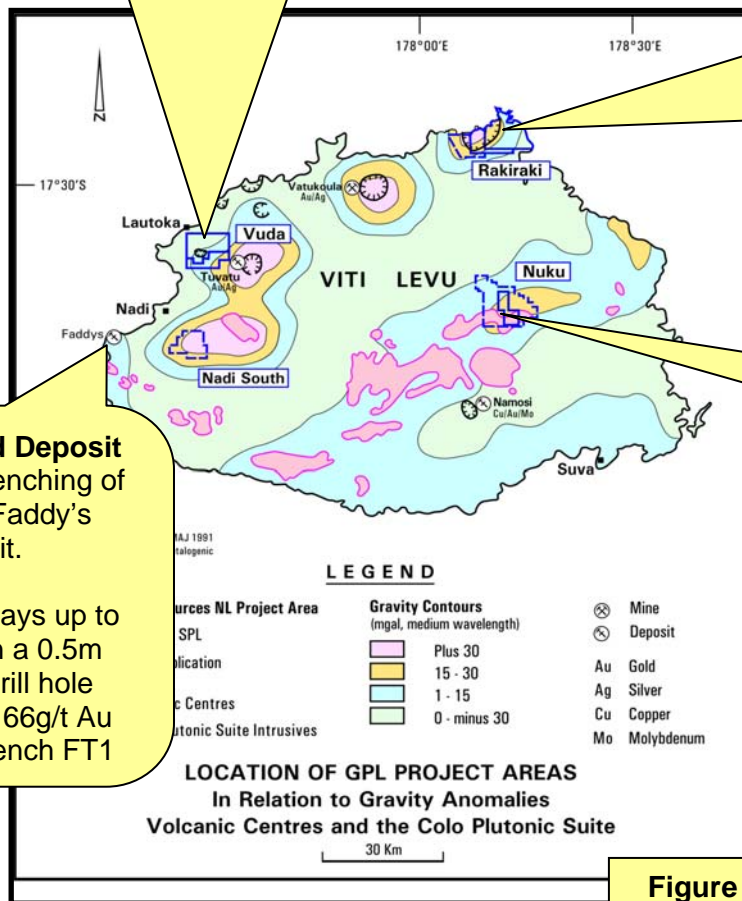 178°00'E
178°30'E
N
17°30'S
Rakiraki
Vatukoula
Au/Ag
Lautoka
Vuda
Tuvatu
Au/Ag
VITI LEVU
Nuku
Nadi
Faddys
Nadi South
Namosi
Cu/Au/Mo
Suva
d Deposit
enching of
Faddy's
it.
ays up to
n a 0.5m
rill hole
66g/t Au
ench FT1
MAJ 1991
talogenic
LEGEND
urces NL Project Area
SPL
plication
c Centres
utonic Suite Intrusives
Gravity Contours
(mgal, medium wavelength)
Plus 30
15 - 30
1 - 15
0 - minus 30
Mine
Deposit
Au Gold
Ag Silver
Cu Copper
Mo Molybdenum
LOCATION OF GPL PROJECT AREAS
In Relation to Gravity Anomalies
Volcanic Centres and the Colo Plutonic Suite
30 Km
Figure